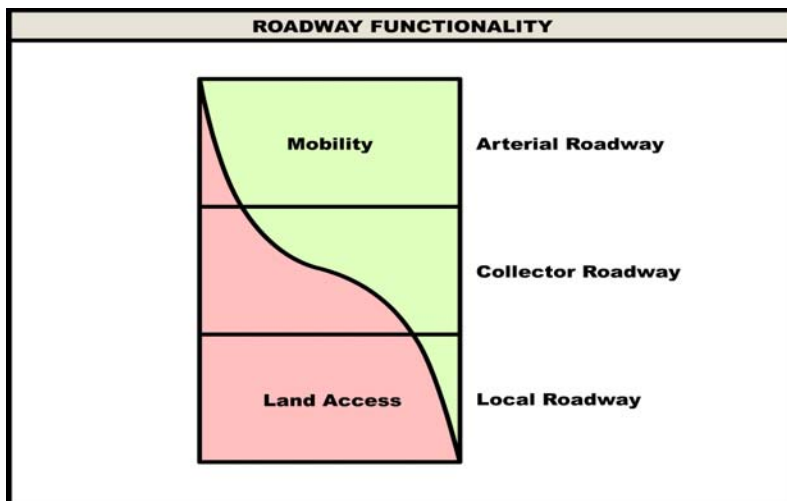 ROADWAY FUNCTIONALITY
Mobility
Arterial Roadway
Collector Roadway
Land Access
Local Roadway